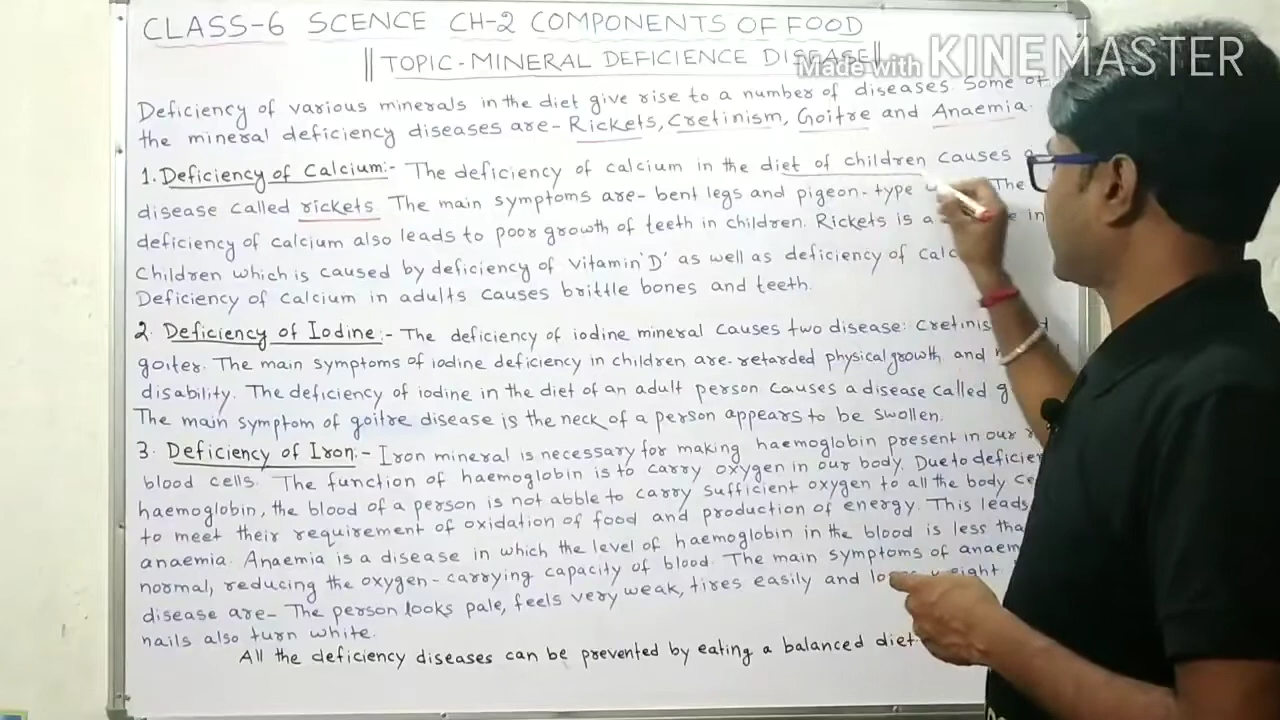 CLASS-6 SCENCE CH-2 COMPONENTS OF FOOD
|| TOPIC - MINERAL DEFICIENCE DISEASE ||
Made with KINEMASTER
Deficiency of various minerals in the diet give rise to a number of diseases. Some of
the mineral deficiency diseases are- Rickets, Cretinism, Goitre and Anaemia.
1. Deficiency of Calcium:- The deficiency of calcium in the diet of children causes
disease called rickets. The main symptoms are- bent legs and pigeon-type The
deficiency of calcium also leads to poor growth of teeth in children. Rickets is a in
Children which is caused by deficiency of vitamin 'D' as well as deficiency of
Deficiency of Calcium in adults causes brittle bones and teeth.
2. Deficiency of Iodine:- The deficiency of iodine mineral causes two disease:
goiter. The main symptoms of iodine deficiency in children are- retarded physical growth and
disability. The deficiency of iodine in the diet of an adult person causes a disease called
The main symptom of goitre disease is the neck of a person appears to be swollen.
3. Deficiency of Iron:- Iron mineral is necessary for making haemoglobin present in our
blood cells. The function of haemoglobin is to carry oxygen in our body. Due to
haemoglobin, the blood of a person is not abble to carry sufficient oxygen to all the body
to meet their requirement of oxidation of food and production of energy. This leads
anaemia. Anaemia is a disease in which the level of haemoglobin in the blood is less
normal, reducing the oxygen-carrying capacity of blood. The main symptoms of
disease are- The person looks pale, feels very weak, tires easily and
nails also turn white.
All the deficiency diseases can be prevented by eating a balanced diet